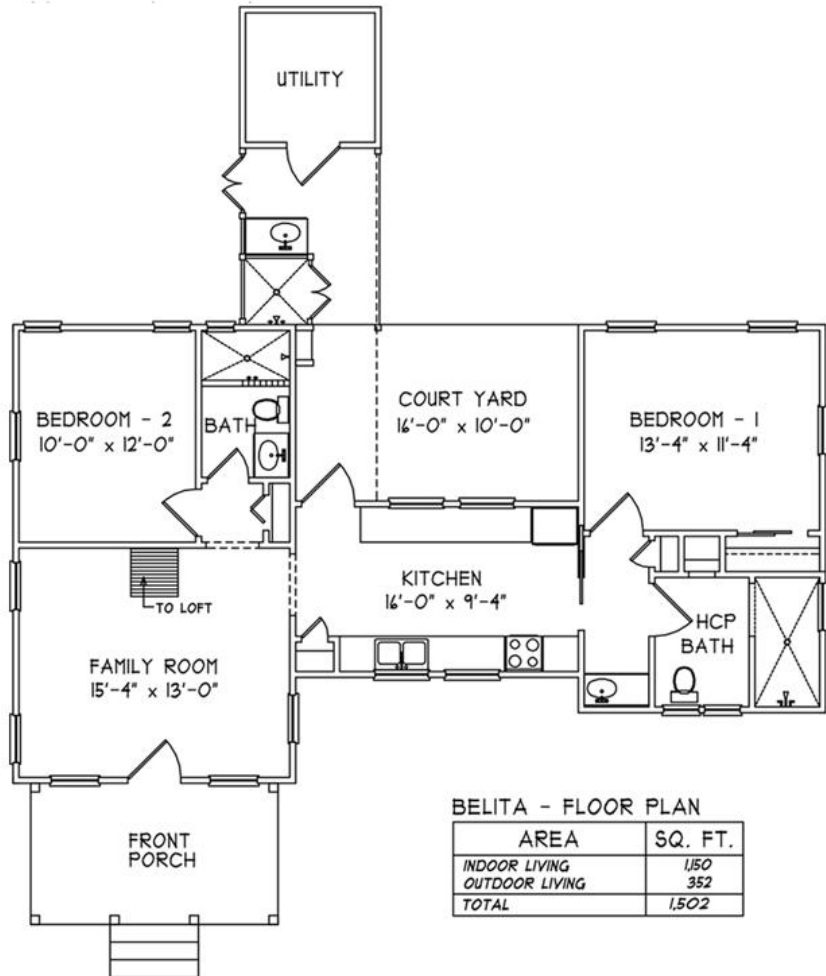 UTILITY
BEDROOM - 2
10'-0" x 12'-0"
BATH
COURT YARD
16'-0" x 10'-0"
BEDROOM - 1
13'-4" x 11'-4"
KITCHEN
16'-0" x 9'-4"
TO LOFT
HCP
BATH
FAMILY ROOM
15'-4" x 13'-0"
FRONT
PORCH
BELITA - FLOOR PLAN
AREA SQ. FT.
INDOOR LIVING 1,150
OUTDOOR LIVING 352
TOTAL 1,502